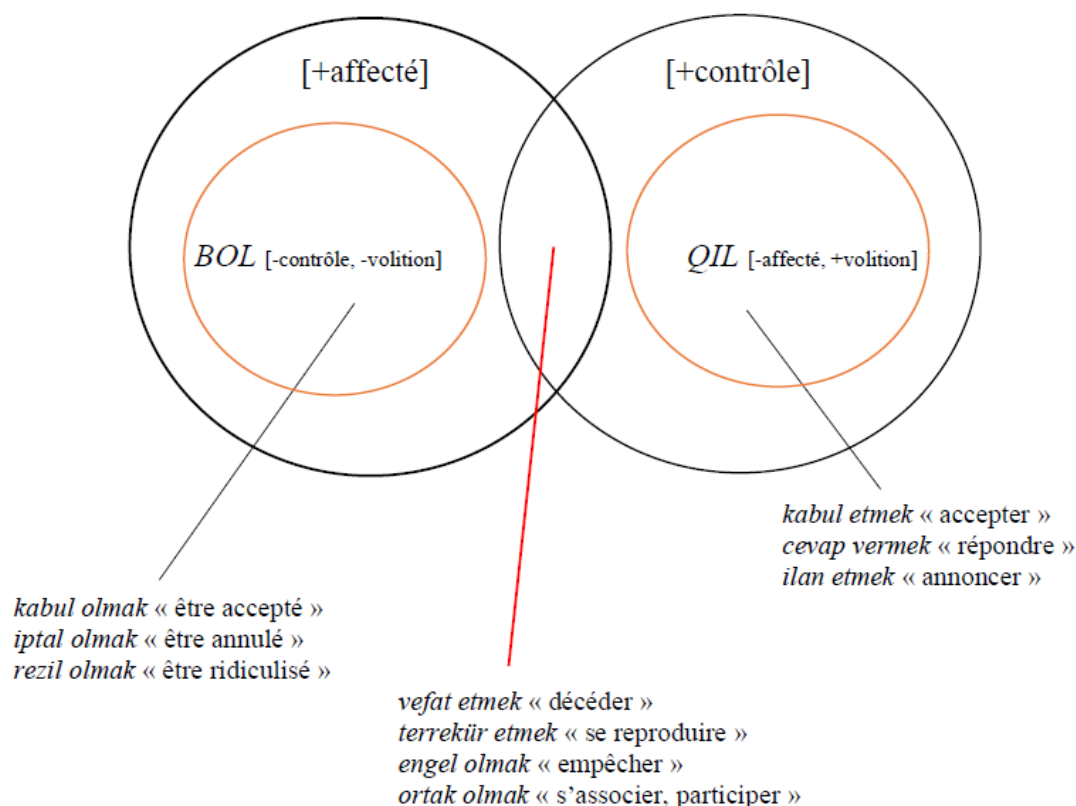 [+affecté]
[+contrôle]
BOL [-contrôle, -volition]
QIL [-affecté, +volition]
kabul etmek « accepter »
cevap vermek « répondre »
ilan etmek « annoncer »
kabul olmak « être accepté »
iptal olmak « être annulé »
rezil olmak « être ridiculisé »
vefat etmek « décéder »
terrekür etmek « se reproduire »
engel olmak « empêcher »
ortak olmak « s’associer, participer »